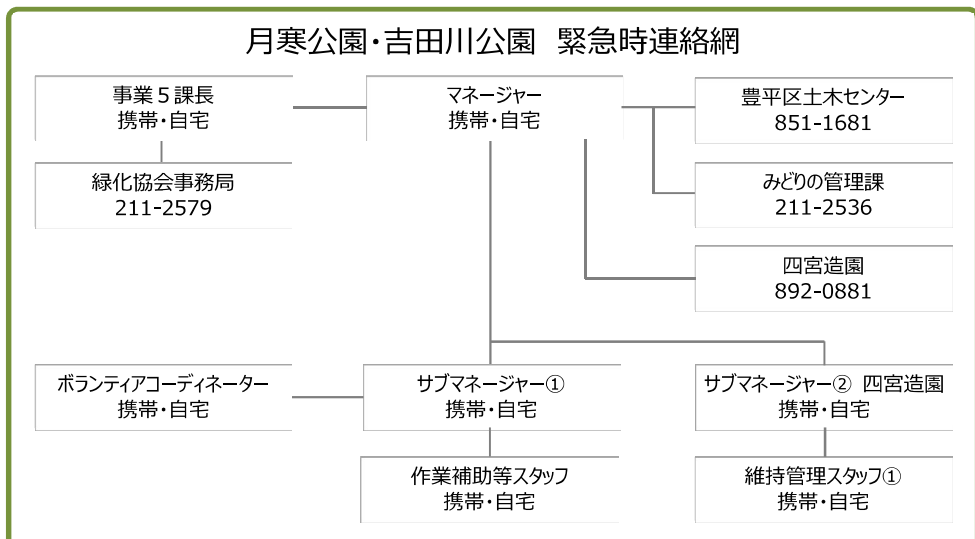 月寒公園・吉田川公園 緊急時連絡網
事業５課長
携帯・自宅
マネージャー
携帯・自宅
豊平区土木センター
851-1681
緑化協会事務局
211-2579
みどりの管理課
211-2536
四宮造園
892-0881
ボランティアコーディネーター
携帯・自宅
サブマネージャー①
携帯・自宅
サブマネージャー② 四宮造園
携帯・自宅
作業補助等スタッフ
携帯・自宅
維持管理スタッフ①
携帯・自宅